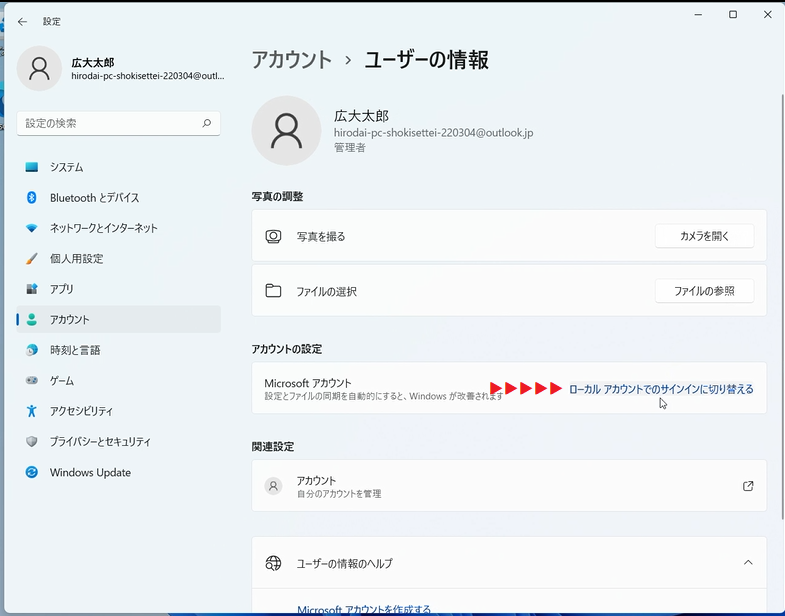 設定
広大太郎
hirodai-pc-shokisettei-220304@outl...
設定の検索
システム
Bluetooth とデバイス
ネットワークとインターネット
個人用設定
アプリ
アカウント
時刻と言語
ゲーム
アクセシビリティ
プライバシーとセキュリティ
Windows Update
アカウント › ユーザーの情報
広大太郎
hirodai-pc-shokisettei-220304@outlook.jp
管理者
写真の調整
写真を撮る
カメラを開く
ファイルの選択
ファイルの参照
アカウントの設定
Microsoft アカウント
設定とファイルの同期を自動的にすると、Windows が改善されます
ローカル アカウントでのサインインに切り替える
関連設定
アカウント
自分のアカウントを管理
ユーザーの情報のヘルプ
Microsoft アカウントを作成する